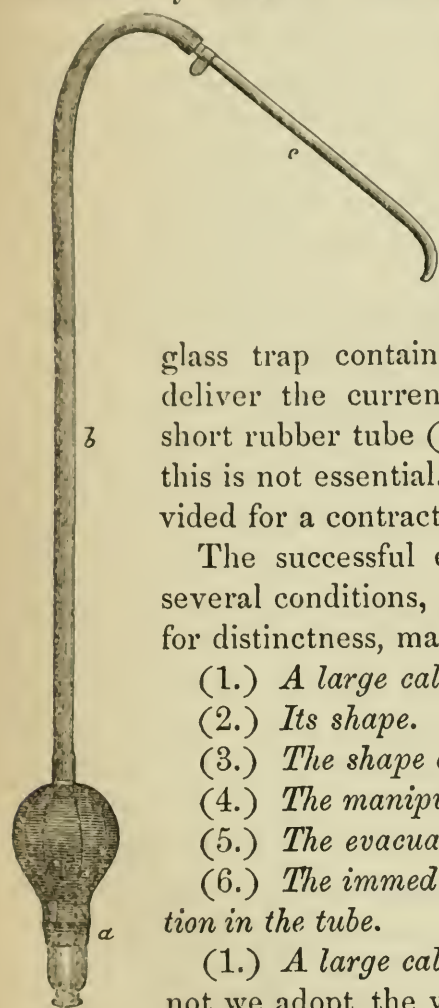 c
glass trap contain
deliver the curren
b
short rubber tube (
this is not essential.
vided for a contract
The successful e
several conditions,
for distinctness, ma
(1.) A large cal
(2.) Its shape.
(3.) The shape o
(4.) The manipu
(5.) The evacua
(6.) The immed
a
tion in the tube.
(1.) A large cal
not we adopt the v